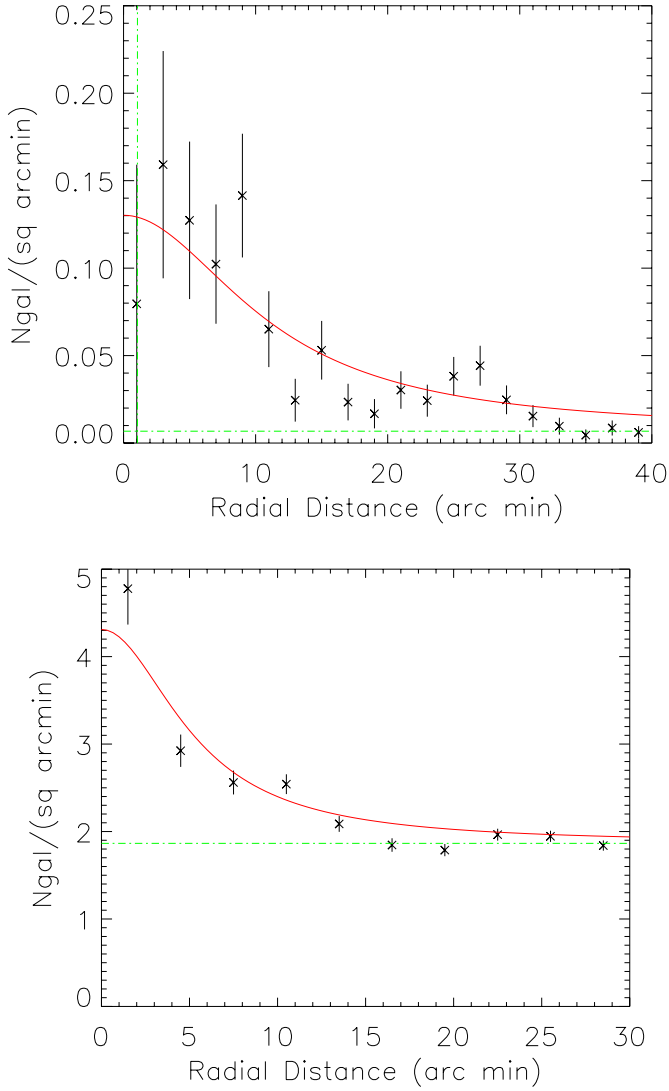 0.25
0.20
0.15
0.10
0.05
0.00
Ngal/(sq arcmin)
0 10 20 30 40
Radial Distance (arc min)
5
4
3
2
1
0
Ngal/(sq arcmin)
0 5 10 15 20 25 30
Radial Distance (arc min)